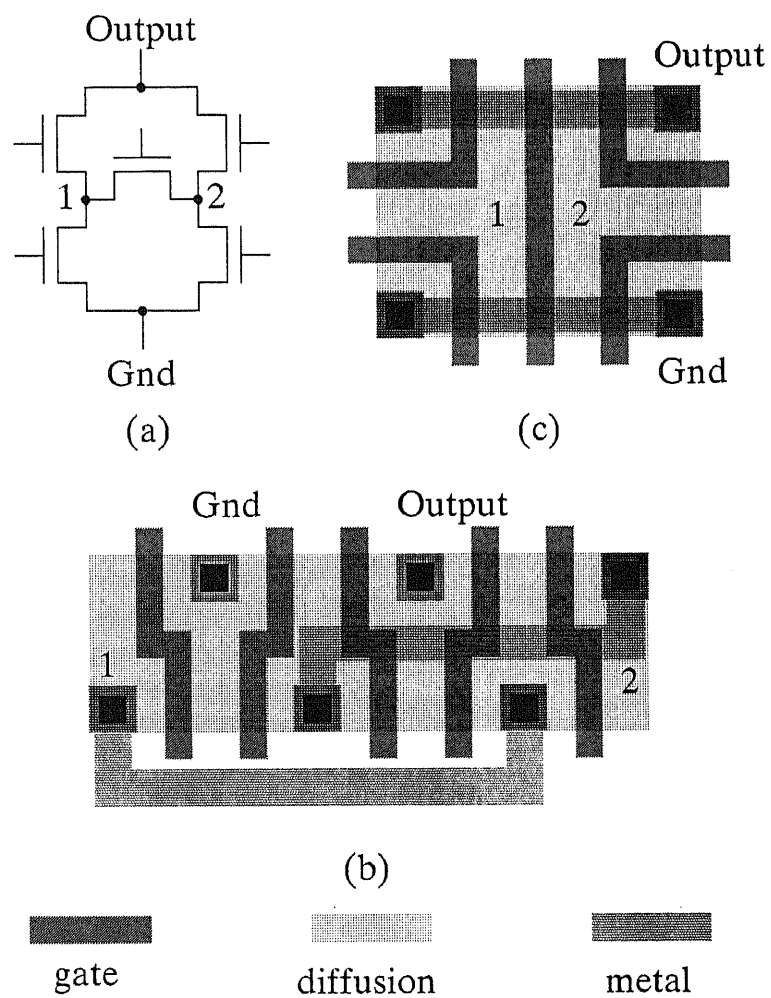 Output
1
2
Gnd
(a)
Output
1
2
Gnd
(c)
Gnd
Output
1
2
(b)
gate
diffusion
metal